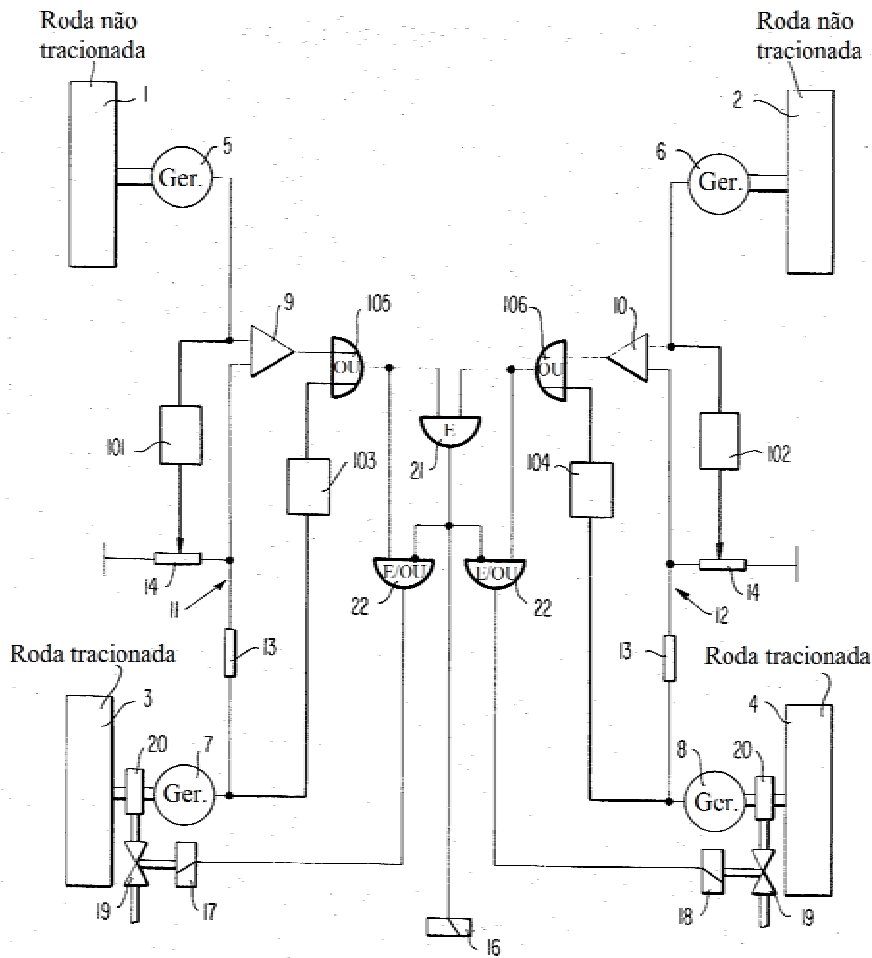 Roda não
tracionada
Roda não
tracionada
1
2
5
6
Ger.
Ger.
9
105
106
10
OU
OU
E
21
101
103
104
102
14
11
E/OU
E/OU
22
22
12
14
13
13
Roda tracionada
Roda tracionada
3
20
7
8
20
4
Ger.
Ger.
19
17
16
18
19